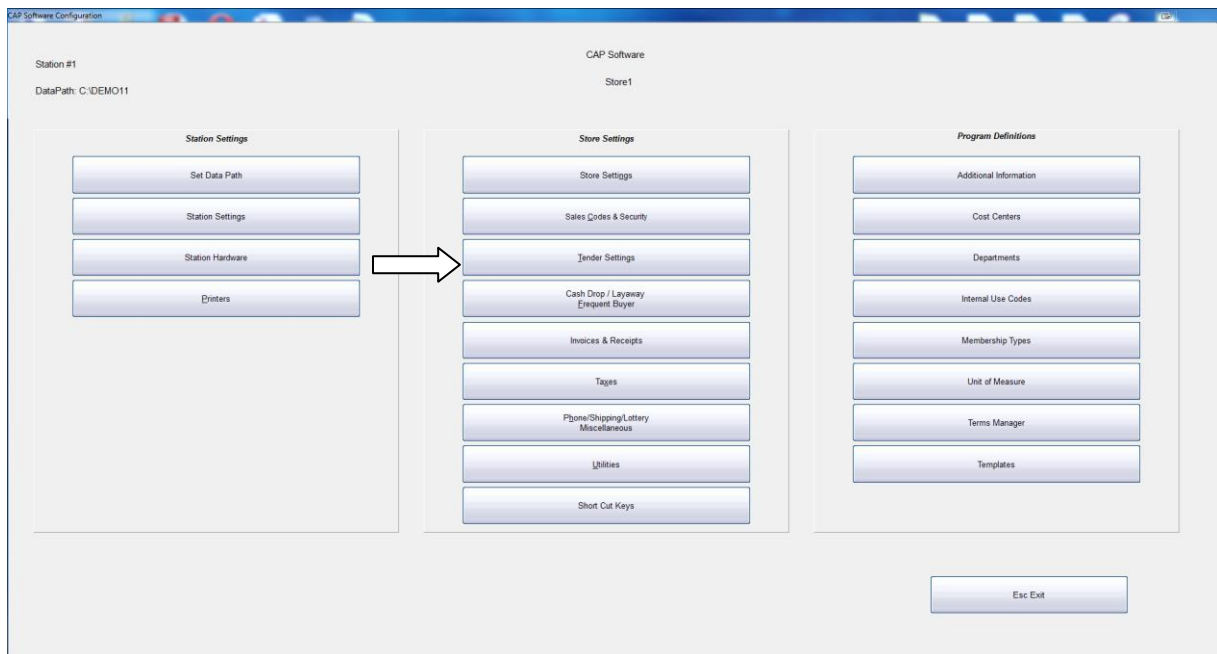 CAP Software Configuration
CAP Software
Station #1
Store1
DataPath: C:\DEMO11
Station Settings
Set Data Path
Station Settings
Station Hardware
Printers
Store Settings
Store Settings
Sales Codes & Security
Tender Settings
Cash Drop / Layaway
Frequent Buyer
Invoices & Receipts
Taxes
Phone/Shipping/Lottery
Miscellaneous
Utilities
Short Cut Keys
Program Definitions
Additional Information
Cost Centers
Departments
Internal Use Codes
Membership Types
Unit of Measure
Terms Manager
Templates
Esc Exit